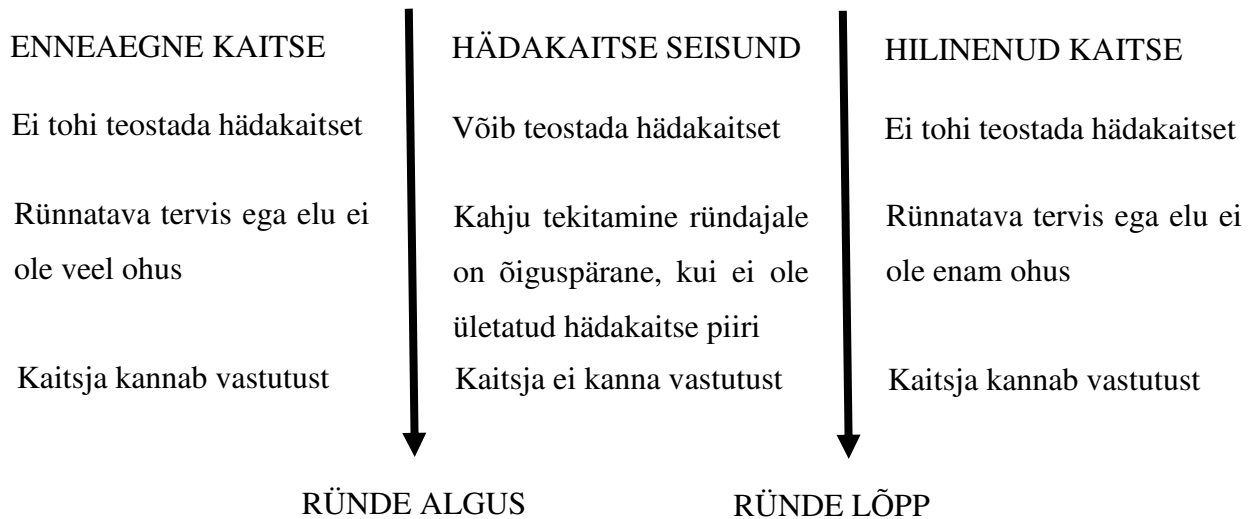 ENNEAEGNE KAITSE
Ei tohi teostada hädakaitset
Rünnatava tervis ega elu ei
ole veel ohus
Kaitsja kannab vastutust
HÄDAKAITSE SEISUND
Võib teostada hädakaitset
Kahju tekitamine ründajale
on õiguspärane, kui ei ole
ületatud hädakaitse piiri
Kaitsja ei kanna vastutust
HILINENUD KAITSE
Ei tohi teostada hädakaitset
Rünnatava tervis ega elu ei
ole enam ohus
Kaitsja kannab vastutust
RÜNDE ALGUS
RÜNDE LÕPP